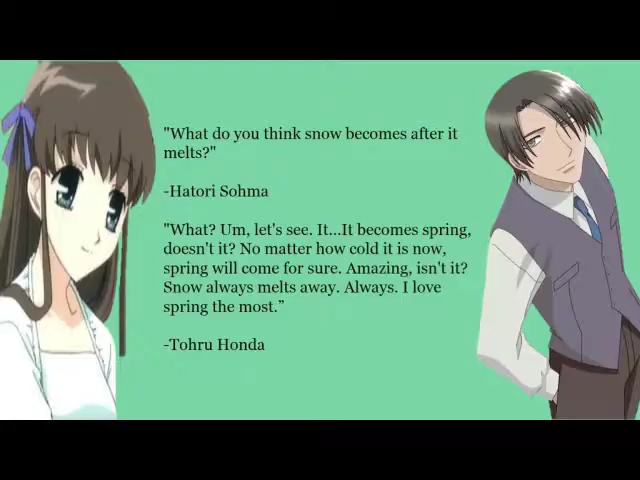 "What do you think snow becomes after it
melts?"
-Hatori Sohma
"What? Um, let's see. It...It becomes spring,
doesn't it? No matter how cold it is now,
spring will come for sure. Amazing, isn't it?
Snow always melts away. Always. I love
spring the most.”
-Tohru Honda